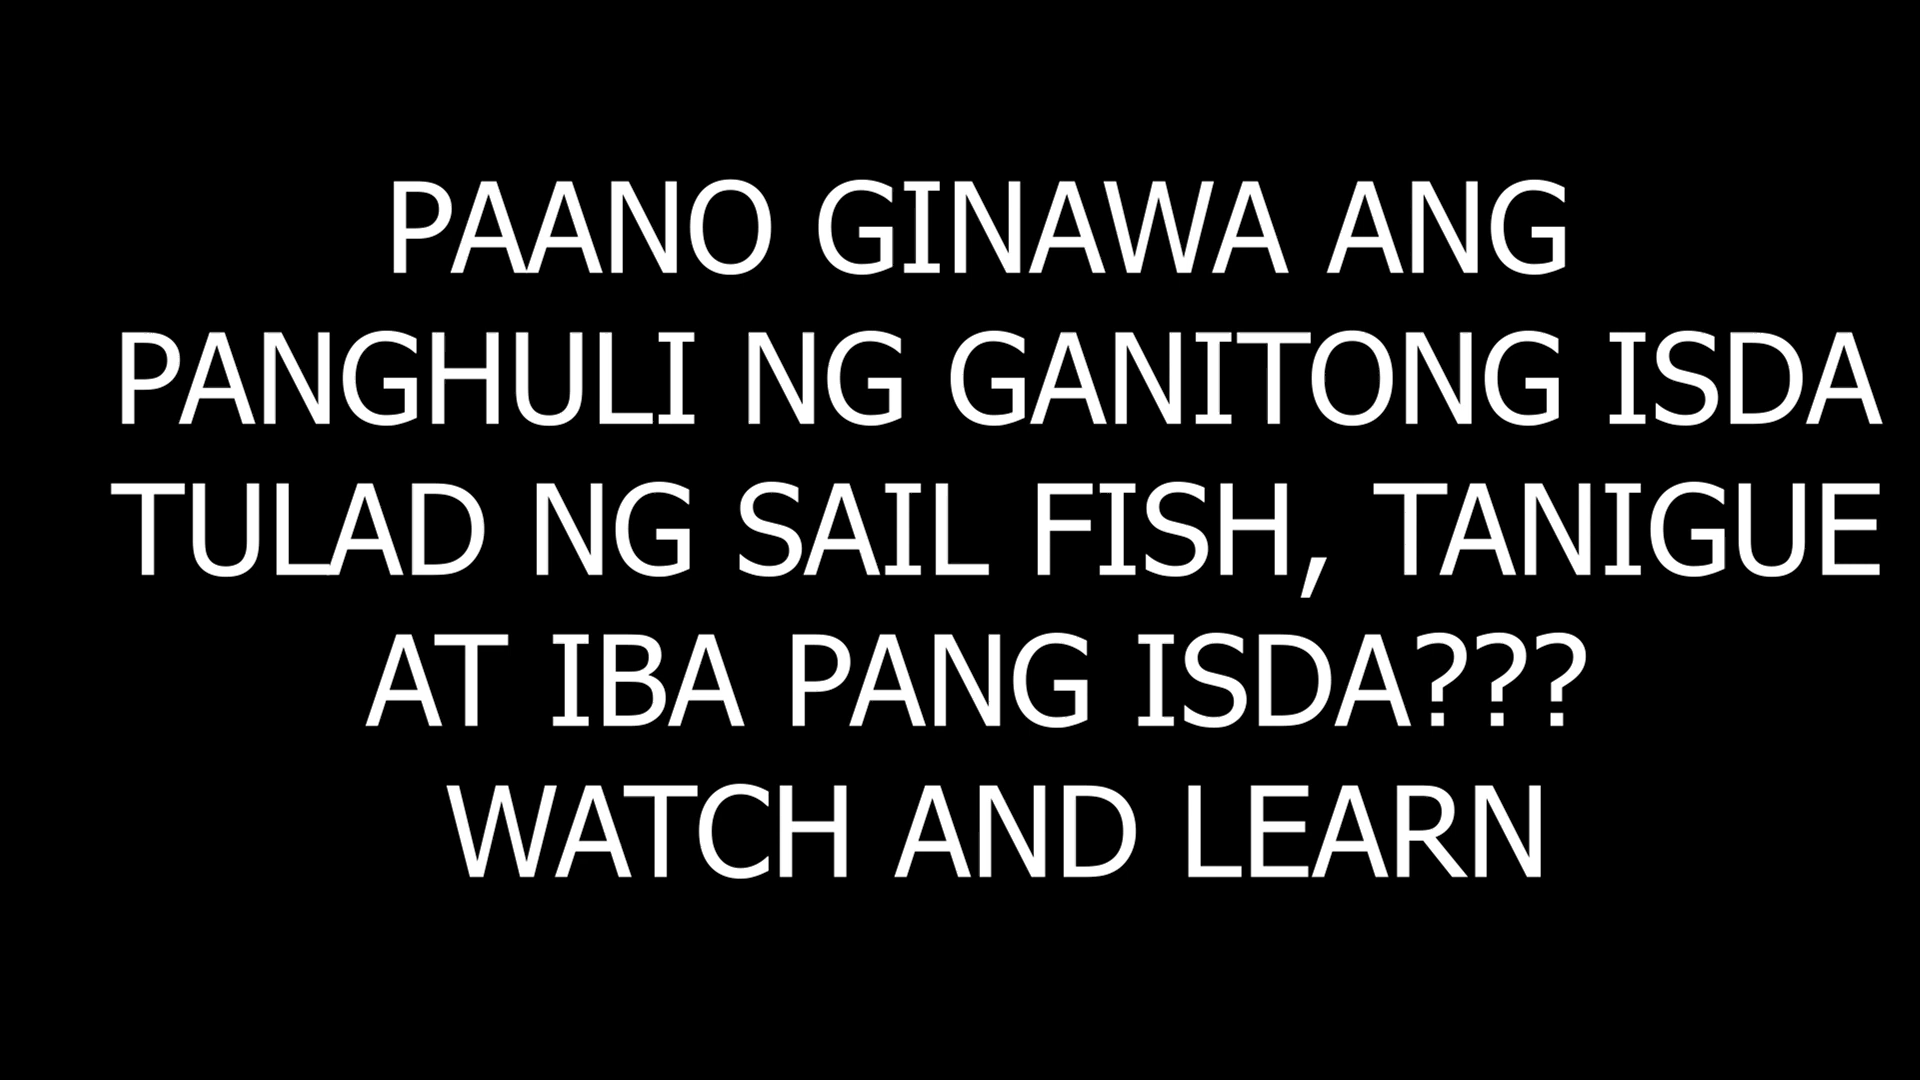 PAANO GINAWA ANG
PANGHULI NG GANITONG ISDA
TULAD NG SAIL FISH, TANIGUE
AT IBA PANG ISDA???
WATCH AND LEARN